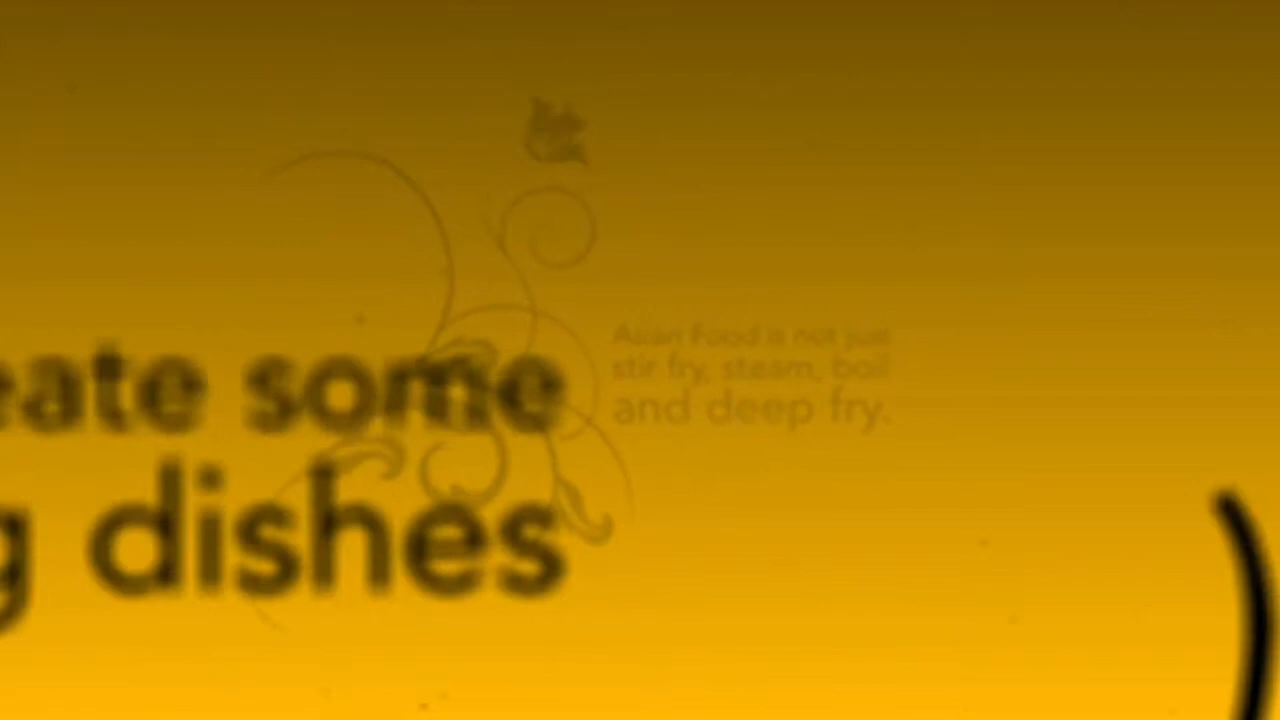 eate some
g dishes
Asian Food is not just
stir fry, steam, boil
and deep fry.